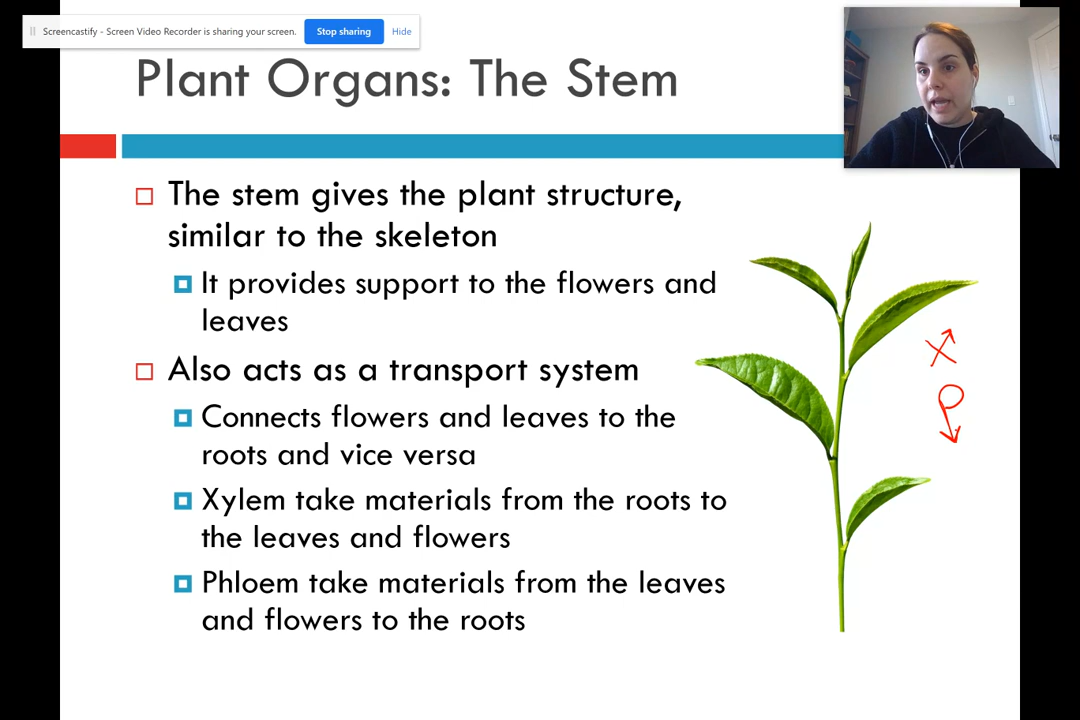 Screencastify - Screen Video Recorder is sharing your screen. Stop sharing Hide
Plant Organs: The Stem
The stem gives the plant structure,
similar to the skeleton
It provides support to the flowers and
leaves
Also acts as a transport system
Connects flowers and leaves to the
roots and vice versa
Xylem take materials from the roots to
the leaves and flowers
Phloem take materials from the leaves
and flowers to the roots
X
P